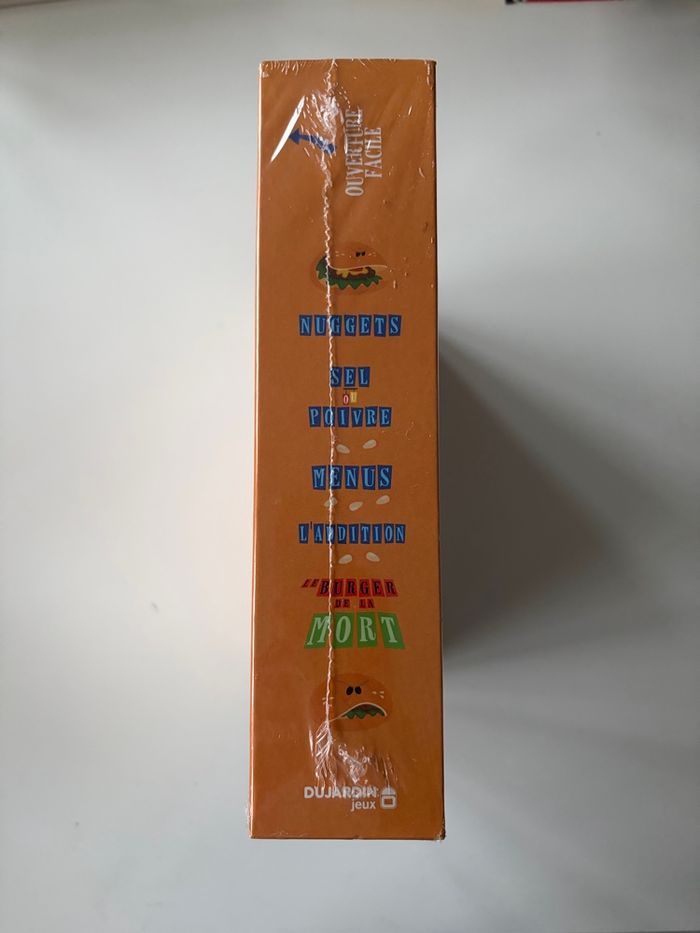 OUVERTURE
FACILE
NUGGETS
SEL
OU
POIVRE
MENUS
L'ADDITION
LE BURGER
DE LA
MORT
DUJARDIN
jeux